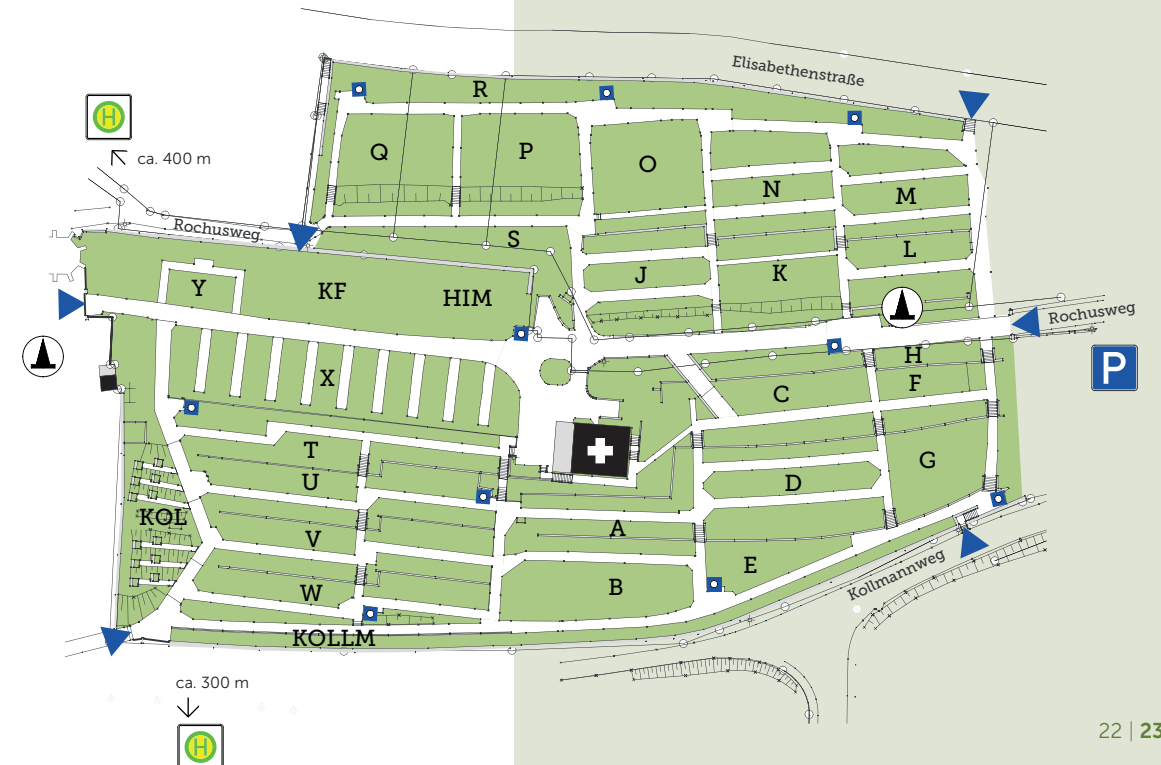 Elisabethenstraße
R
H
ca. 400 m
Q
P
O
N
M
Rochusweg
S
L
J
K
Y
KF
HIM
Rochusweg
H
P
X
F
C
T
G
U
D
KOL
A
V
E
W
B
Kollmannweg
KOLLM
ca. 300 m
H
22 | 23